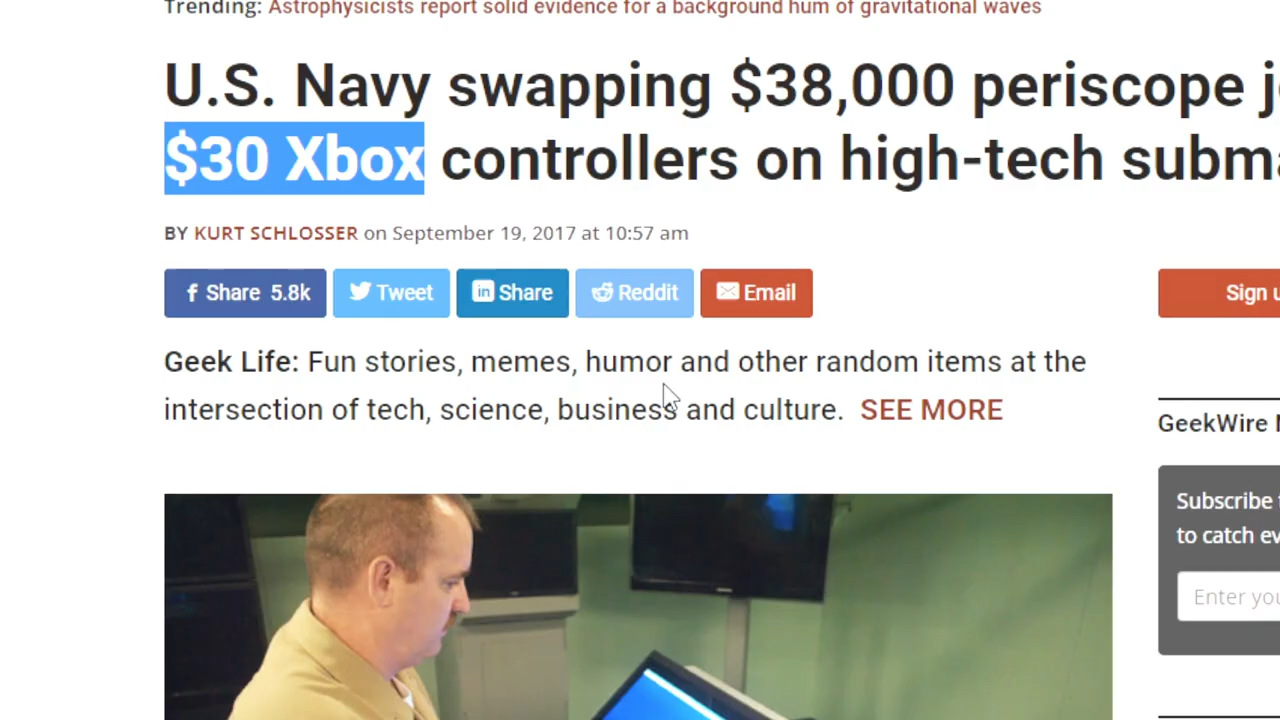 Trending: Astrophysicists report solid evidence for a background hum of gravitational waves
U.S. Navy swapping $38,000 periscope
$30 Xbox controllers on high-tech
BY KURT SCHLOSSER on September 19, 2017 at 10:57 am
Share 5.8k
Tweet
in Share
Reddit
Email
Sign
Geek Life: Fun stories, memes, humor and other random items at the
intersection of tech, science, business and culture. SEE MORE
GeekWire
Subscribe
to catch
Enter